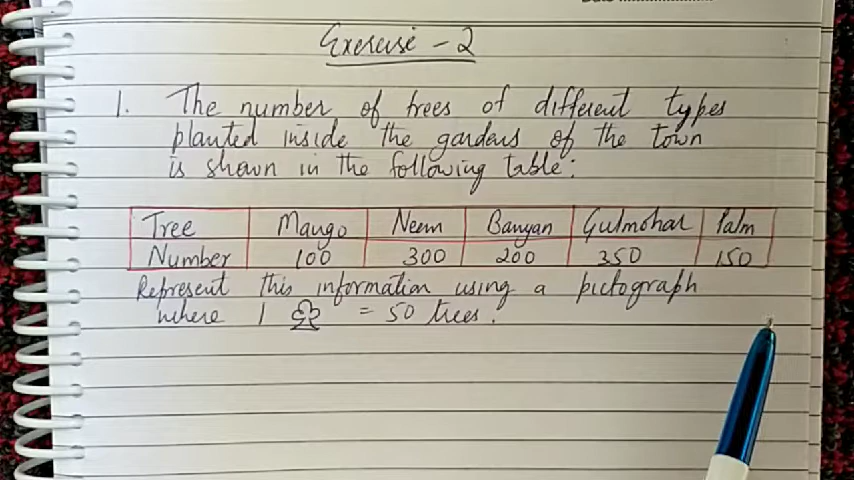 Exercise - 2
1. The number of trees of different types
planted inside the gardens of the town
is shown in the following table:
Tree Mango Neem Banyan Gulmohar Palm
Number 100 300 200 350 150
Represent this information using a pictograph
where 1 = 50 trees.